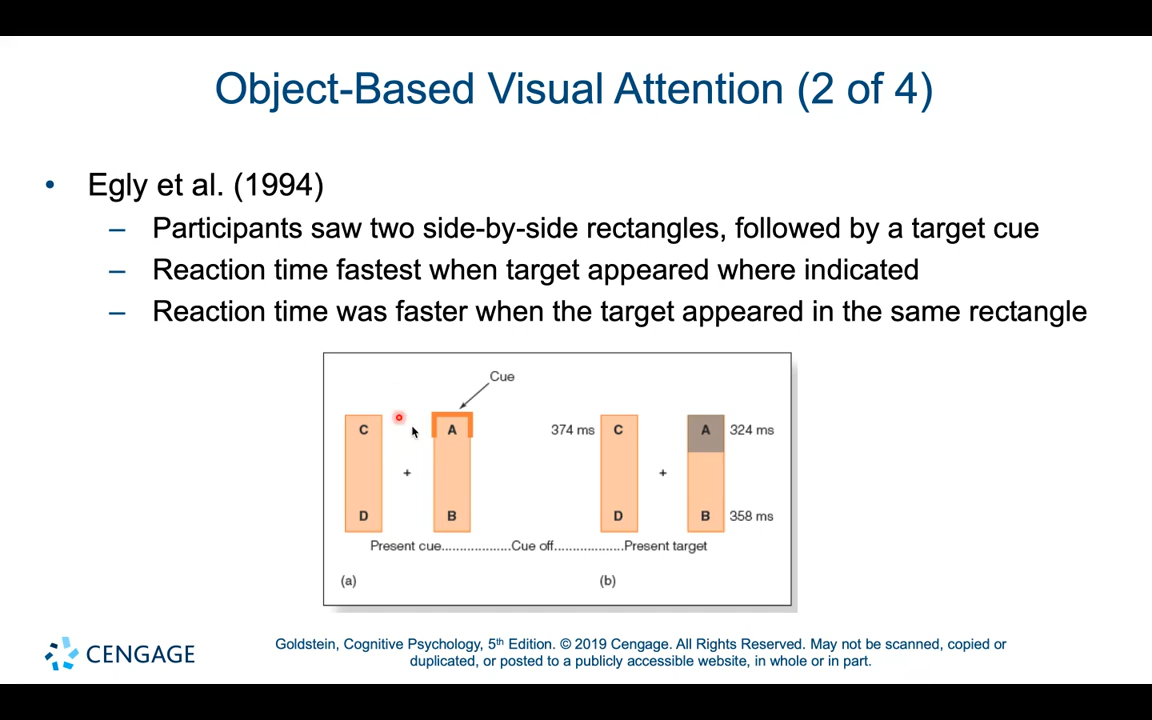 Object-Based Visual Attention (2 of 4)
• Egly et al. (1994)
– Participants saw two side-by-side rectangles, followed by a target cue
– Reaction time fastest when target appeared where indicated
– Reaction time was faster when the target appeared in the same rectangle
Cue
C A 374 ms C A 324 ms
+ +
D B D B 358 ms
Present cue...................Cue off....................Present target
(a) (b)
CENGAGE
Goldstein, Cognitive Psychology, 5th Edition. © 2019 Cengage. All Rights Reserved. May not be scanned, copied or
duplicated, or posted to a publicly accessible website, in whole or in part.